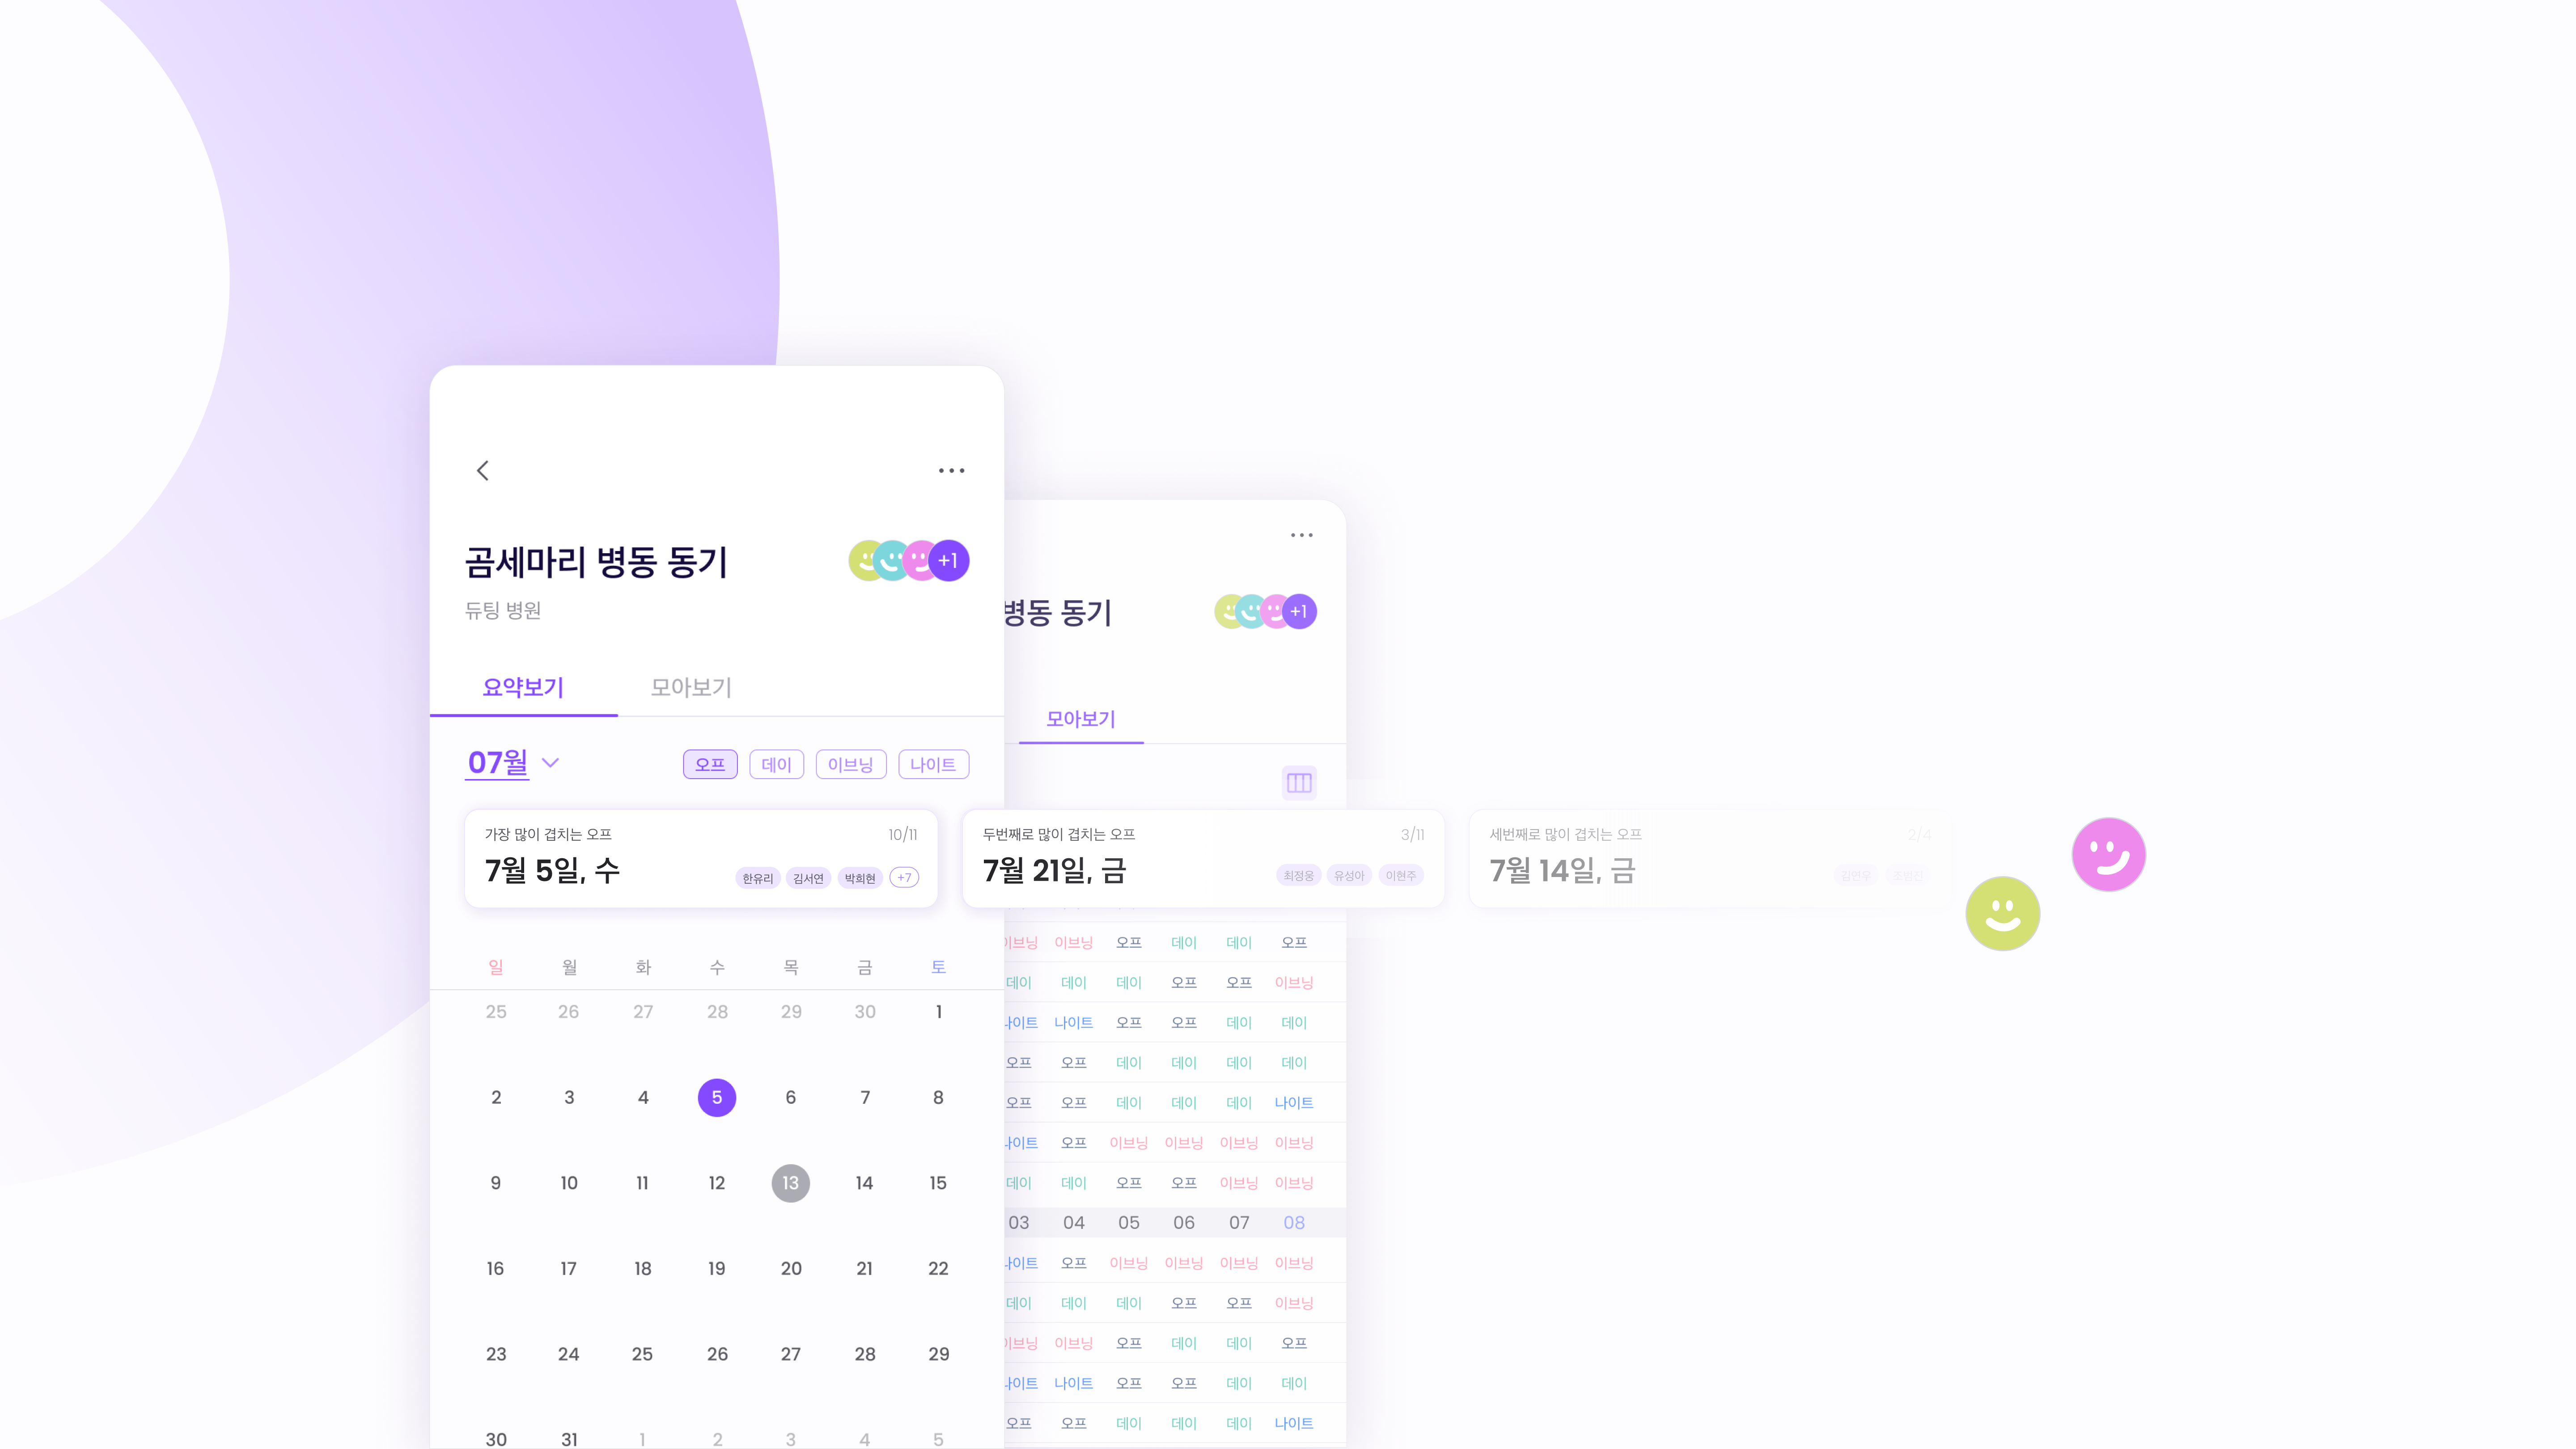 곰세마리 병동 동기
+1
듀팅 병원
요약보기 모아보기
07월
오프 데이 이브닝 나이트
가장 많이 겹치는 오프 10/11
7월 5일, 수
한유리 김서연 박희현 +7
두번째로 많이 겹치는 오프 3/11
7월 21일, 금
최정웅 유성아 이현주
세번째로 많이 겹치는 오프 2/4
7월 14일, 금
일 월 화 수 목 금 토
25 26 27 28 29 30 1
2 3 4 5 6 7 8
9 10 11 12 13 14 15
16 17 18 19 20 21 22
23 24 25 26 27 28 29
30 31 1 2 3 4 5
병동 동기
+1
모아보기
이브닝 이브닝 오프 데이 데이 오프
데이 데이 데이 오프 오프 이브닝
나이트 나이트 오프 오프 데이 데이
오프 오프 데이 데이 데이 데이
오프 오프 데이 데이 데이 나이트
나이트 오프 이브닝 이브닝 이브닝 이브닝
데이 데이 오프 오프 이브닝 이브닝
03 04 05 06 07 08
나이트 오프 이브닝 이브닝 이브닝 이브닝
데이 데이 데이 오프 오프 이브닝
이브닝 이브닝 오프 데이 데이 오프
나이트 나이트 오프 오프 데이 데이
오프 오프 데이 데이 데이 나이트